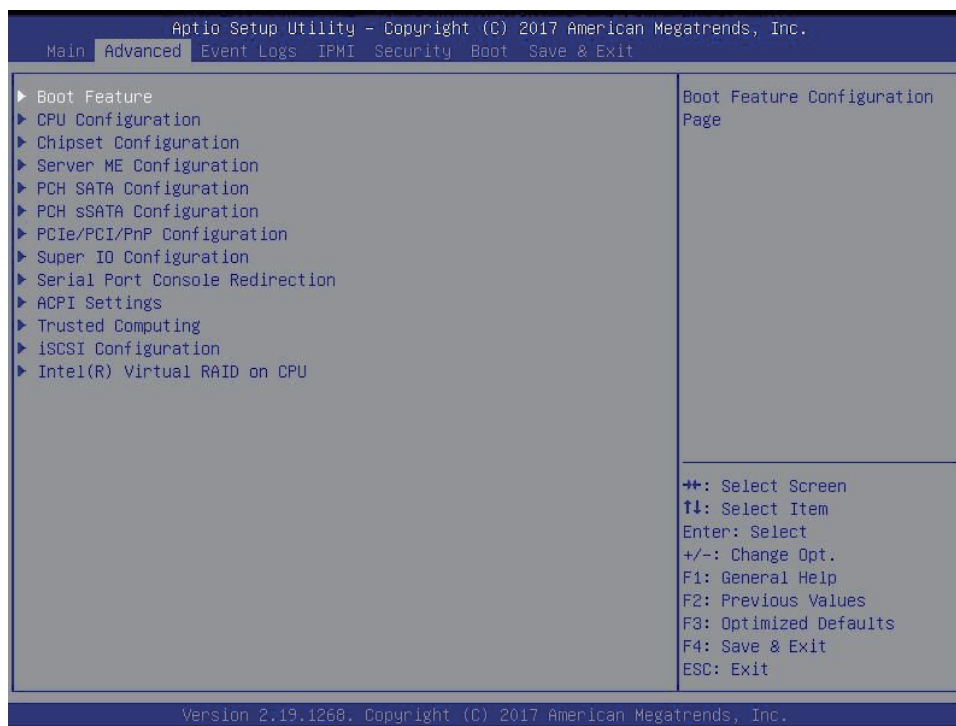 Aptio Setup Utility – Copyright (C) 2017 American Megatrends, Inc.
Main Advanced Event Logs IPMI Security Boot Save & Exit
▶ Boot Feature
▶ CPU Configuration
▶ Chipset Configuration
▶ Server ME Configuration
▶ PCH SATA Configuration
▶ PCH sSATA Configuration
▶ PCIe/PCI/PnP Configuration
▶ Super IO Configuration
▶ Serial Port Console Redirection
▶ ACPI Settings
▶ Trusted Computing
▶ iSCSI Configuration
▶ Intel(R) Virtual RAID on CPU
Boot Feature Configuration
Page
→←: Select Screen
↑↓: Select Item
Enter: Select
+/-: Change Opt.
F1: General Help
F2: Previous Values
F3: Optimized Defaults
F4: Save & Exit
ESC: Exit
Version 2.19.1268. Copyright (C) 2017 American Megatrends, Inc.